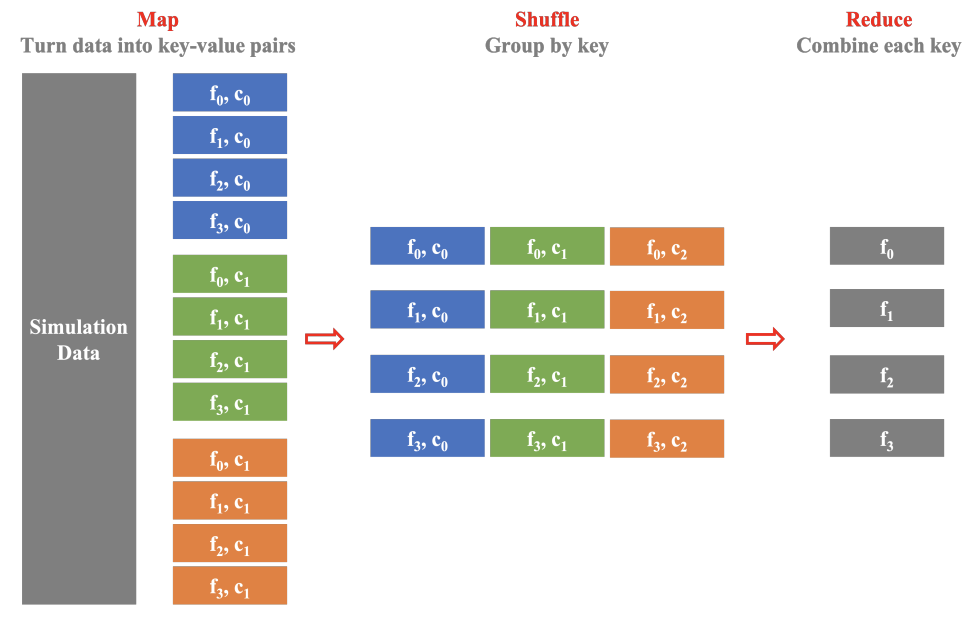 Map
Turn data into key-value pairs
Shuffle
Group by key
Reduce
Combine each key
Simulation
Data
f₀, c₀
f₁, c₀
f₂, c₀
f₃, c₀
f₀, c₁
f₁, c₁
f₂, c₁
f₃, c₁
f₀, c₁
f₁, c₁
f₂, c₁
f₃, c₁
f₀, c₀ f₀, c₁ f₀, c₂
f₁, c₀ f₁, c₁ f₁, c₂
f₂, c₀ f₂, c₁ f₂, c₂
f₃, c₀ f₃, c₁ f₃, c₂
f₀
f₁
f₂
f₃